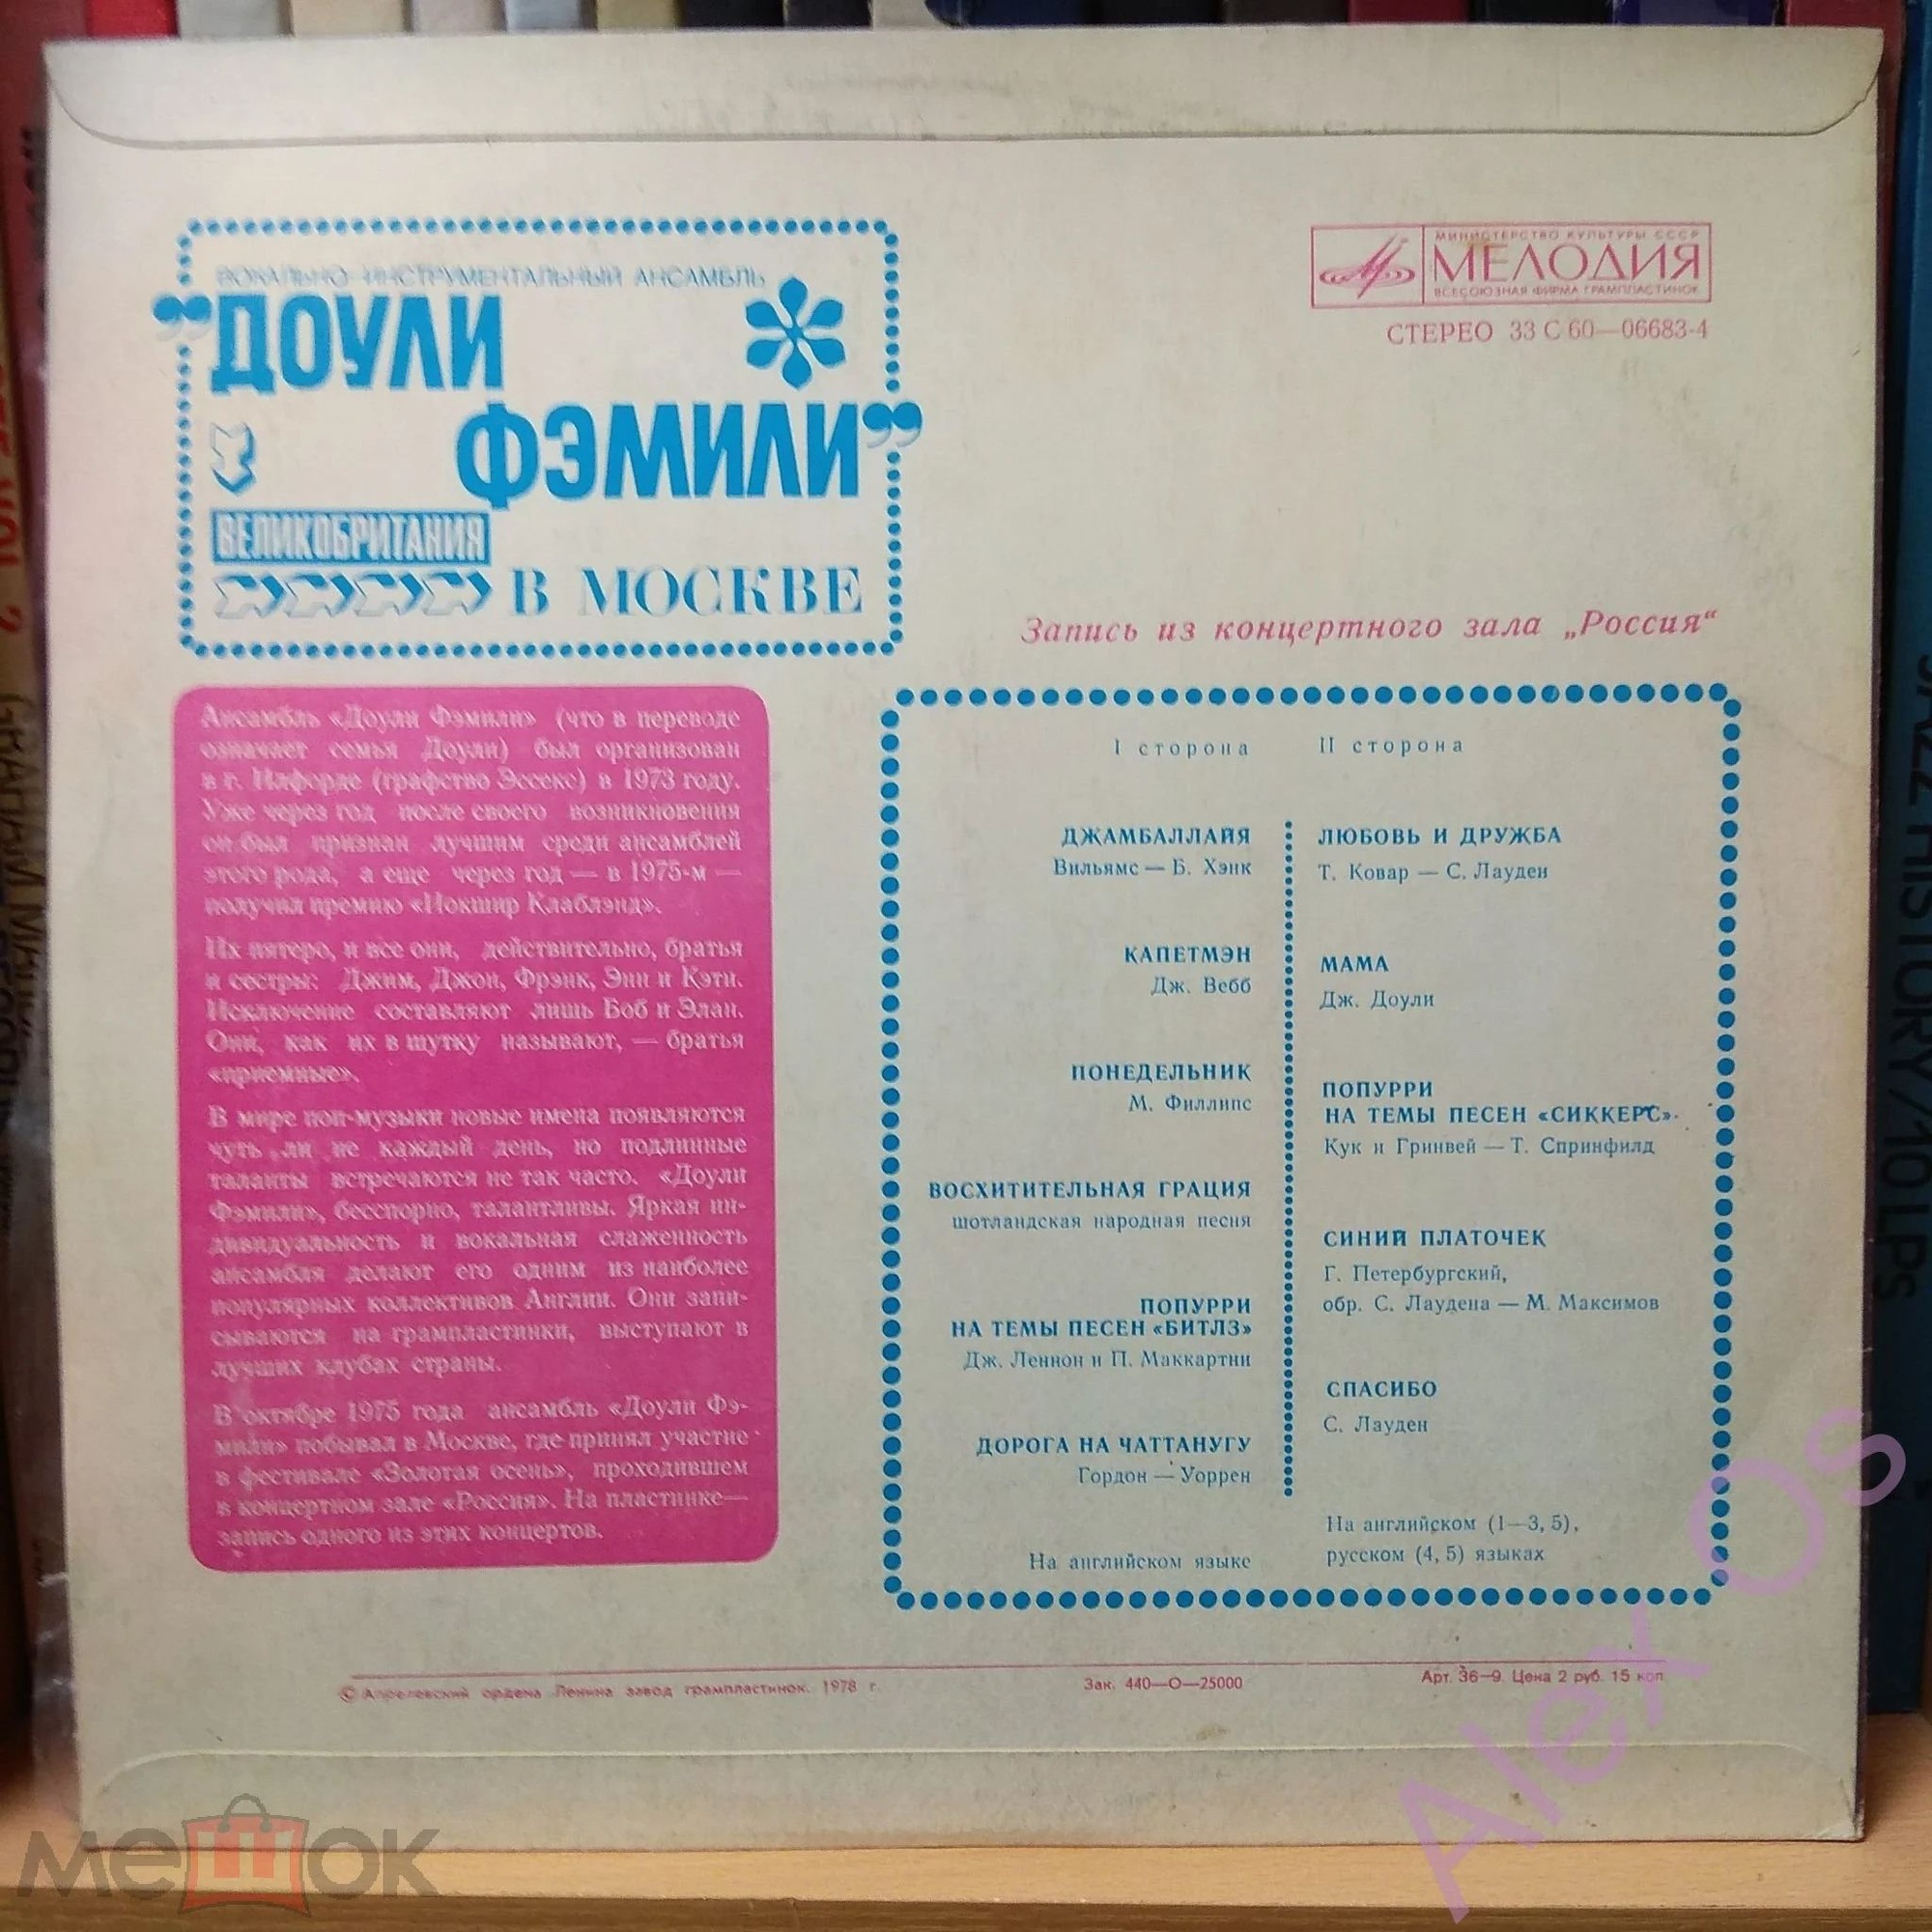 ВОКАЛЬНО-ИНСТРУМЕНТАЛЬНЫЙ АНСАМБЛЬ
„ДОУЛИ
ФЭМИЛИ”
ВЕЛИКОБРИТАНИЯ
В МОСКВЕ
МИНИСТЕРСТВО КУЛЬТУРЫ СССР
МЕЛОДИЯ
ВСЕСОЮЗНАЯ ФИРМА ГРАМПЛАСТИНОК
СТЕРЕО 33 С 60—06683-4
Запись из концертного зала „Россия“
Ансамбль «Доули Фэмили» (что в переводе
означает семья Доули) был организован
в г. Илфорде (графство Эссекс) в 1973 году.
Уже через год после своего возникновения
он был признан лучшим среди ансамблей
этого рода, а еще через год — в 1975-м —
получил премию «Йокшир Клаблэнд».
Их пятеро, и все они, действительно, братья
и сестры: Джим, Джон, Фрэнк, Энн и Кэти.
Исключение составляют лишь Боб и Элан.
Они, как их в шутку называют, — братья
«приемные».
В мире поп-музыки новые имена появляются
чуть ли не каждый день, но подлинные
таланты встречаются не так часто. «Доули
Фэмили», бесспорно, талантливы. Яркая ин-
дивидуальность и вокальная слаженность
ансамбля делают его одним из наиболее
популярных коллективов Англии. Они запи-
сываются на грампластинки, выступают в
лучших клубах страны.
В октябре 1975 года ансамбль «Доули Фэ-
мили» побывал в Москве, где принял участие
в фестивале «Золотая осень», проходившем
в концертном зале «Россия». На пластинке—
запись одного из этих концертов.
I сторона
ДЖАМБАЛЛАЙЯ
Вильямс — Б. Хэнк
КАПЕТМЭН
Дж. Вебб
ПОНЕДЕЛЬНИК
М. Филлипс
ВОСХИТИТЕЛЬНАЯ ГРАЦИЯ
шотландская народная песня
ПОПУРРИ
НА ТЕМЫ ПЕСЕН «БИТЛЗ»
Дж. Леннон и П. Маккартни
ДОРОГА НА ЧАТТАНУГУ
Гордон — Уоррен
На английском языке
II сторона
ЛЮБОВЬ И ДРУЖБА
Т. Ковар — С. Лауден
МАМА
Дж. Доули
ПОПУРРИ
НА ТЕМЫ ПЕСЕН «СИККЕРС».
Кук и Гринвей — Т. Спринфилд
СИНИЙ ПЛАТОЧЕК
Г. Петербургский,
обр. С. Лаудена — М. Максимов
СПАСИБО
С. Лауден
На английском (1—3, 5),
русском (4, 5) языках
© Апрелевский ордена Ленина завод грампластинок. 1978 г.
Зак. 440—О—25000
Арт. 36—9. Цена 2 руб. 15 коп.
JAZZ HISTORY/10LPs
мешок
Alex Os